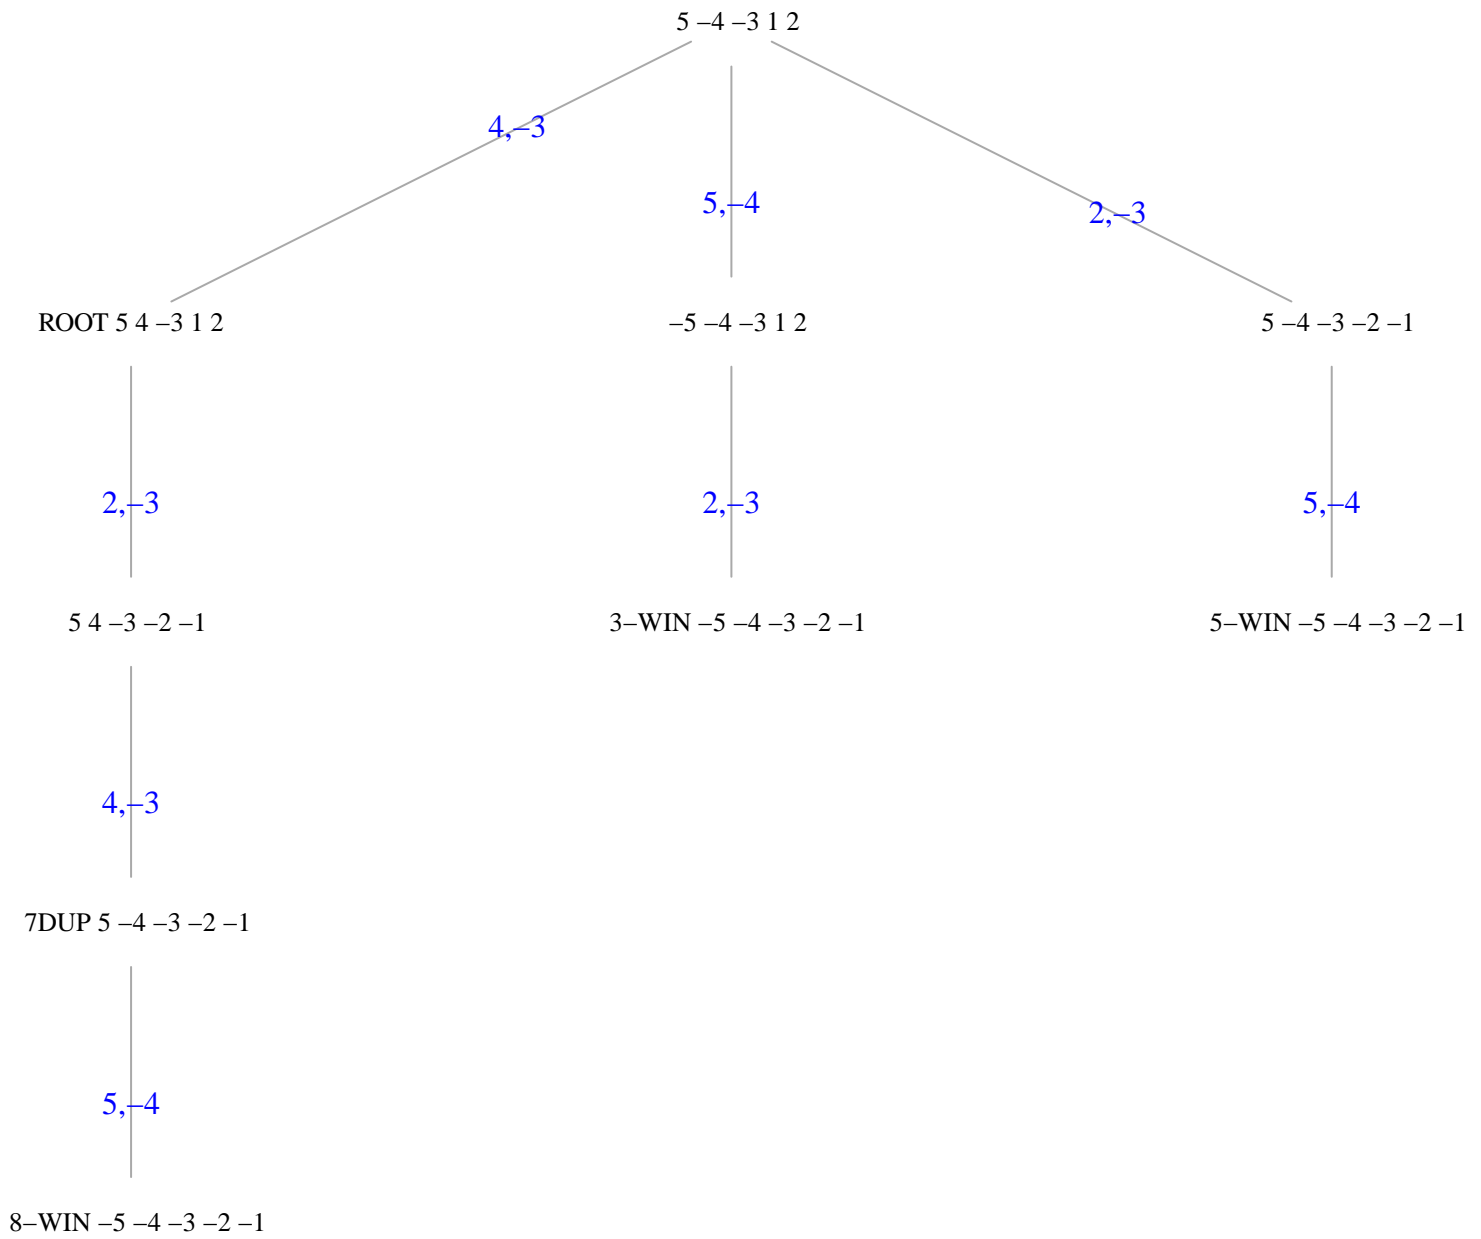 5 –4 –3 1 2
4,–3
5,–4
2,–3
ROOT 5 4 –3 1 2
–5 –4 –3 1 2
5 –4 –3 –2 –1
2,–3
2,–3
5,–4
5 4 –3 –2 –1
3–WIN –5 –4 –3 –2 –1
5–WIN –5 –4 –3 –2 –1
4,–3
7DUP 5 –4 –3 –2 –1
5,–4
8–WIN –5 –4 –3 –2 –1